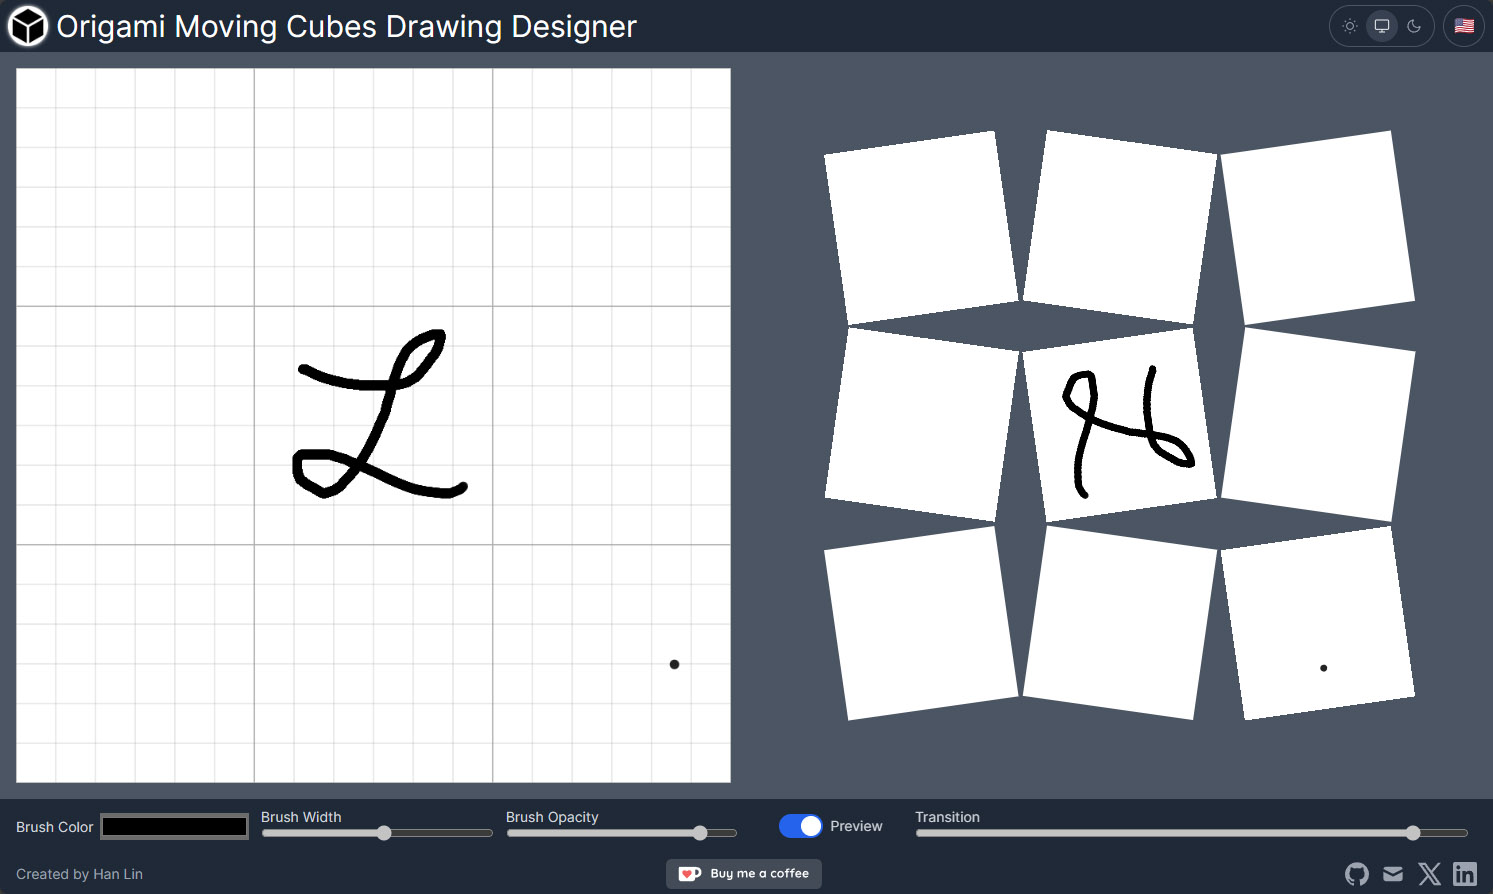 Origami Moving Cubes Drawing Designer
L
Brush Color
Brush Width
Brush Opacity
Preview
Transition
Created by Han Lin
Buy me a coffee